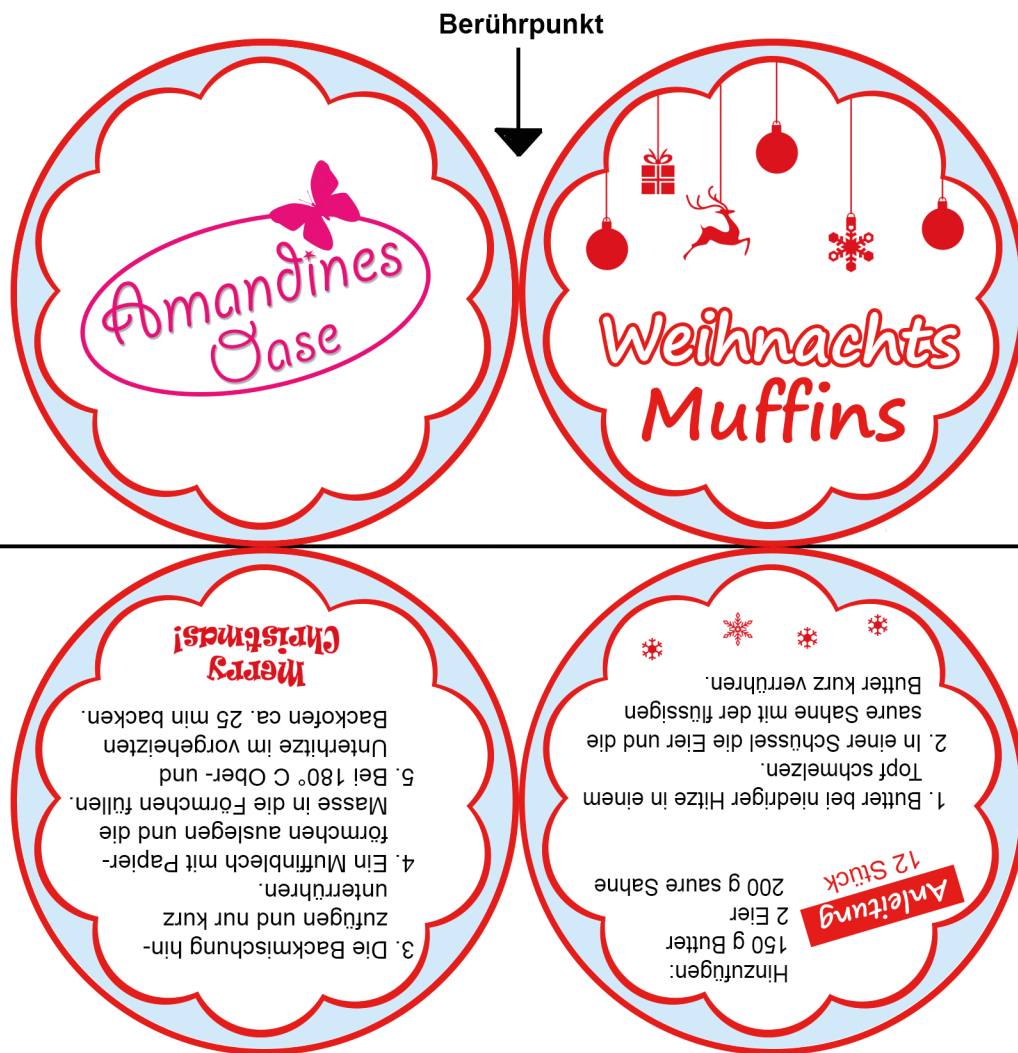 Berührpunkt
Amandines
Oase
Weihnachts
Muffins
Anleitung
12 Stück
Hinzufügen:
150 g Butter
2 Eier
200 g saure Sahne
1. Butter bei niedriger Hitze in einem
Topf schmelzen.
2. In einer Schüssel die Eier und die
saure Sahne mit der flüssigen
Butter kurz verrühren.
3. Die Backmischung hin-
zufügen und nur kurz
unterrühren.
4. Ein Muffinblech mit Papier-
förmchen auslegen und die
Masse in die Förmchen füllen.
5. Bei 180° C Ober- und
Unterhitze im vorgeheizten
Backofen ca. 25 min backen.
Merry
Christmas!